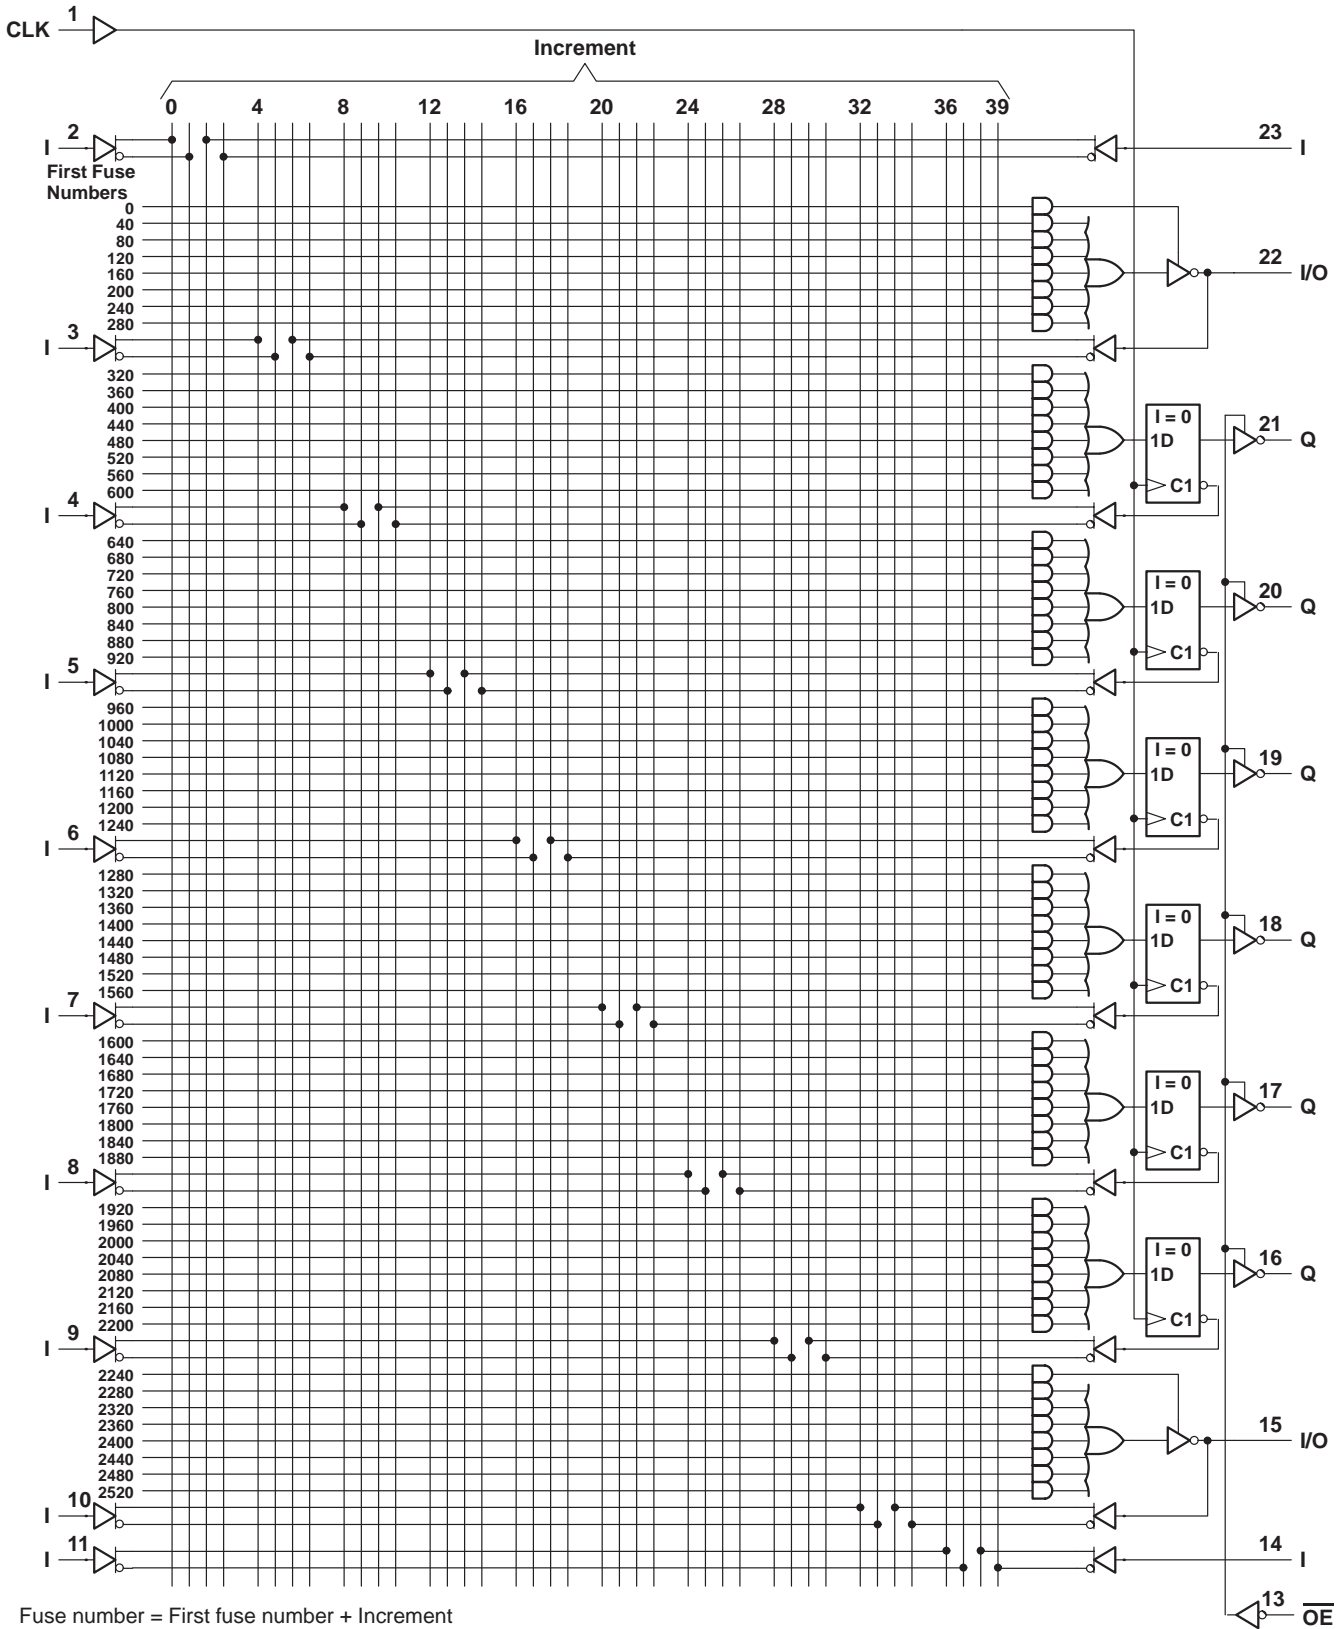 CLK 1
Increment
0 4 8 12 16 20 24 28 32 36 39
I 2 23 I
First Fuse
Numbers
0
40
80
120
160 22 I/O
200
240
280
I 3
320
360
400 I = 0
440 21 Q
480 1D
520
560
600 C1
I 4
640
680
720 I = 0
760 20 Q
800 1D
840
880
920 C1
I 5
960
1000
1040 I = 0
1080 19 Q
1120 1D
1160
1200
1240 C1
I 6
1280
1320
1360 I = 0
1400 18 Q
1440 1D
1480
1520
1560 C1
I 7
1600
1640
1680 I = 0
1720 17 Q
1760 1D
1800
1840
1880 C1
I 8
1920
1960
2000 I = 0
2040 16 Q
2080 1D
2120
2160
2200 C1
I 9
2240
2280
2320
2360
2400 15 I/O
2440
2480
2520
I 10
I 11 14 I
Fuse number = First fuse number + Increment 13 OE